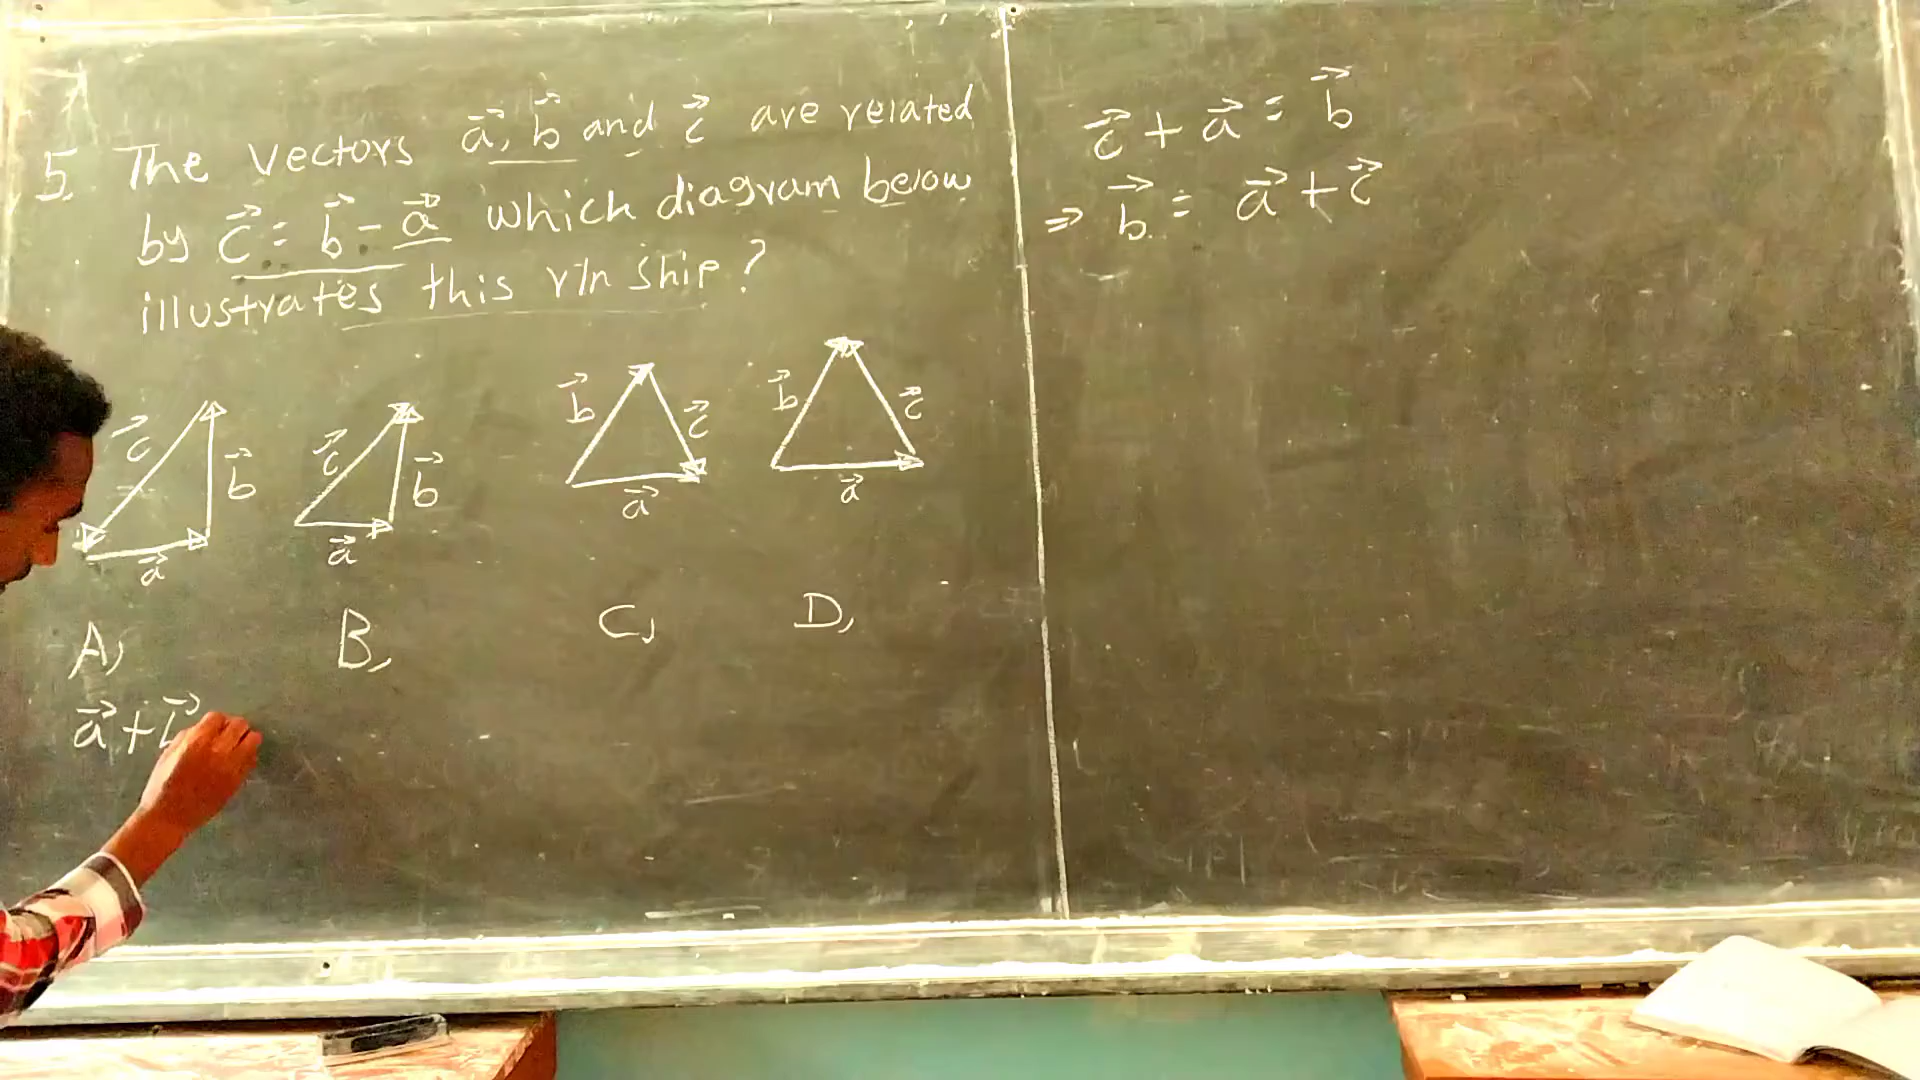 5, The vectors a⃗, b⃗ and c⃗ are related
by c⃗ = b⃗ - a⃗ which diagram below
illustrates this r/n ship?
c⃗ b⃗ a⃗
c⃗ b⃗ a⃗
b⃗ c⃗ a⃗
b⃗ c⃗ a⃗
A, B, C, D,
a⃗ +
c⃗ + a⃗ = b⃗
⇒ b⃗ = a⃗ + c⃗